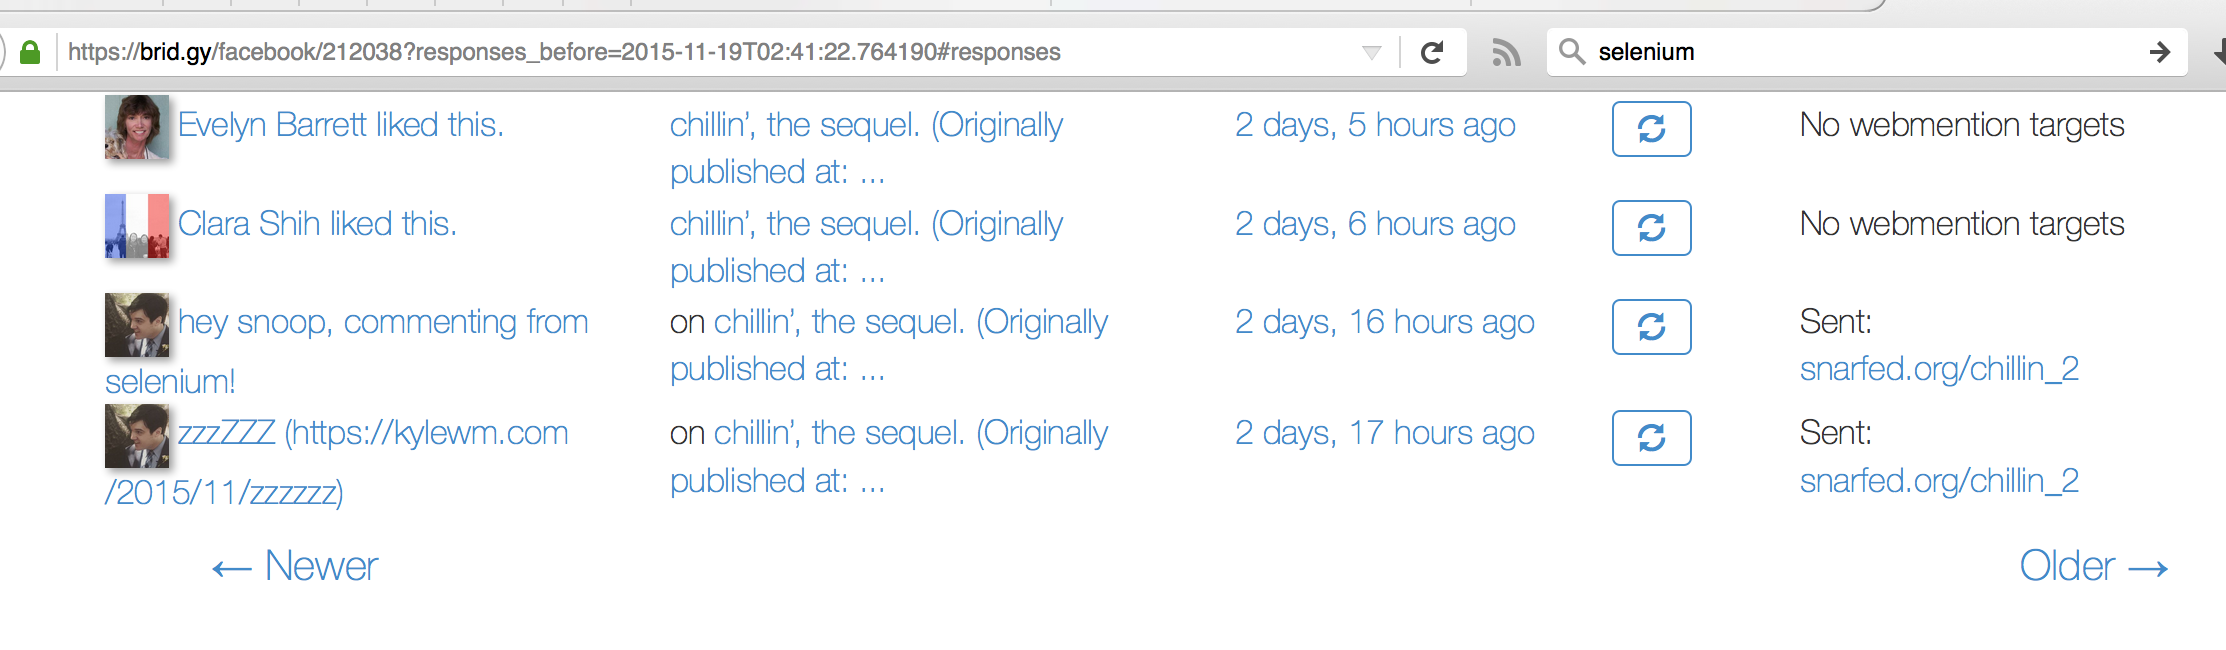 https://brid.gy/facebook/212038?responses_before=2015-11-19T02:41:22.764190#responses
selenium
Evelyn Barrett liked this.
chillin’, the sequel. (Originally
published at: ...
2 days, 5 hours ago
No webmention targets
Clara Shih liked this.
chillin’, the sequel. (Originally
published at: ...
2 days, 6 hours ago
No webmention targets
hey snoop, commenting from
selenium!
on chillin’, the sequel. (Originally
published at: ...
2 days, 16 hours ago
Sent:
snarfed.org/chillin_2
zzzZZZ (https://kylewm.com
/2015/11/zzzzzz)
on chillin’, the sequel. (Originally
published at: ...
2 days, 17 hours ago
Sent:
snarfed.org/chillin_2
← Newer
Older →